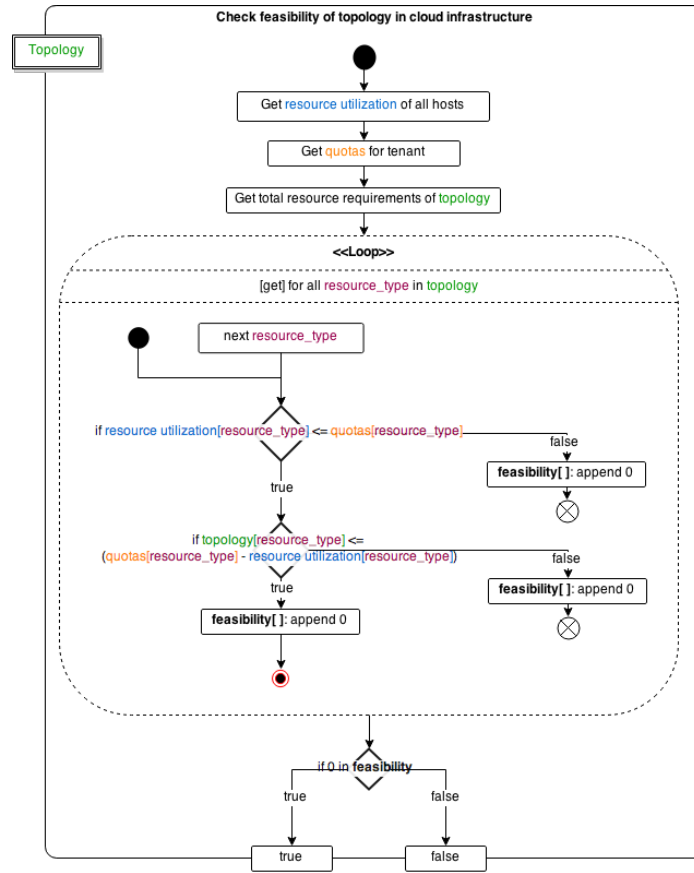 Check feasibility of topology in cloud infrastructure
Topology
Get resource utilization of all hosts
Get quotas for tenant
Get total resource requirements of topology
<<Loop>>
[get] for all resource_type in topology
next resource_type
if resource utilization[resource_type] <= quotas[resource_type]
false
feasibility[ ]: append 0
true
if topology[resource_type] <=
(quotas[resource_type] - resource utilization[resource_type])
false
feasibility[ ]: append 0
true
feasibility[ ]: append 0
if 0 in feasibility
true
false
true
false